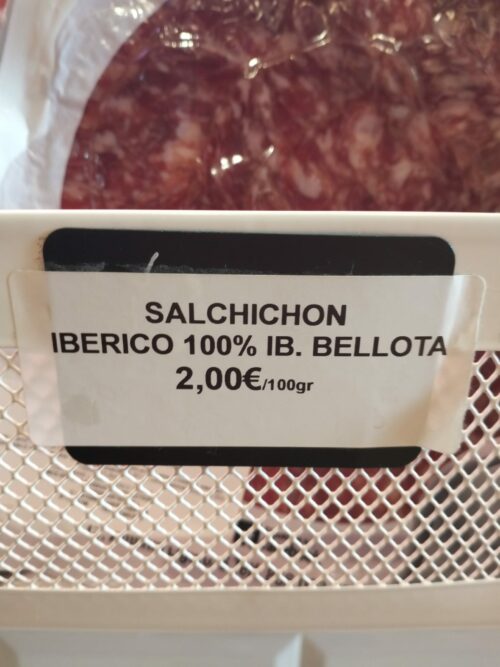 SALCHICHON
IBERICO 100% IB. BELLOTA
2,00€/100gr